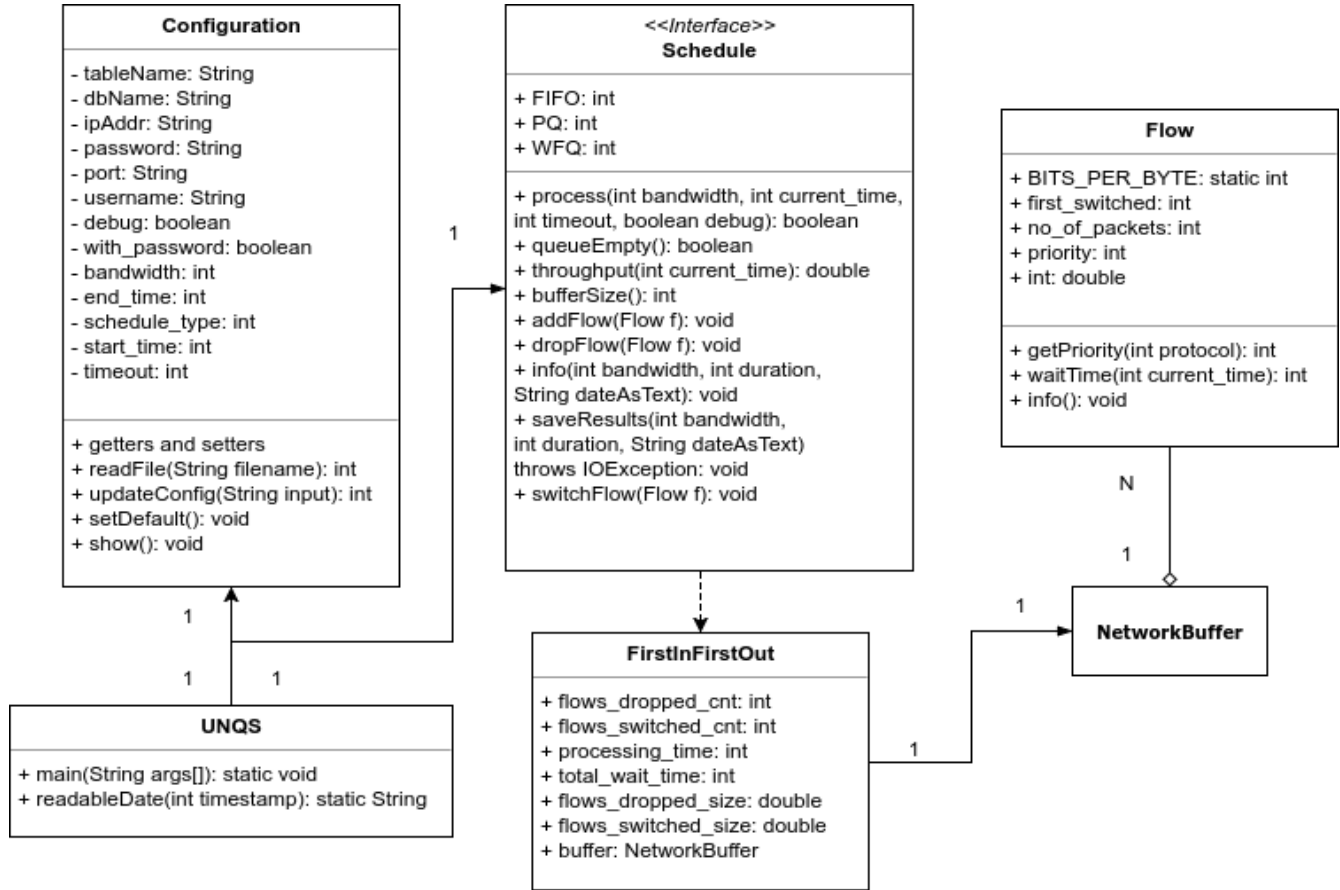 Configuration
- tableName: String
- dbName: String
- ipAddr: String
- password: String
- port: String
- username: String
- debug: boolean
- with_password: boolean
- bandwidth: int
- end_time: int
- schedule_type: int
- start_time: int
- timeout: int
+ getters and setters
+ readFile(String filename): int
+ updateConfig(String input): int
+ setDefault(): void
+ show(): void
1
1
1
1
UNQS
+ main(String args[]): static void
+ readableDate(int timestamp): static String
<<Interface>>
Schedule
+ FIFO: int
+ PQ: int
+ WFQ: int
+ process(int bandwidth, int current_time,
int timeout, boolean debug): boolean
+ queueEmpty(): boolean
+ throughput(int current_time): double
+ bufferSize(): int
+ addFlow(Flow f): void
+ dropFlow(Flow f): void
+ info(int bandwidth, int duration,
String dateAsText): void
+ saveResults(int bandwidth,
int duration, String dateAsText)
throws IOException: void
+ switchFlow(Flow f): void
FirstInFirstOut
+ flows_dropped_cnt: int
+ flows_switched_cnt: int
+ processing_time: int
+ total_wait_time: int
+ flows_dropped_size: double
+ flows_switched_size: double
+ buffer: NetworkBuffer
1
1
Flow
+ BITS_PER_BYTE: static int
+ first_switched: int
+ no_of_packets: int
+ priority: int
+ int: double
+ getPriority(int protocol): int
+ waitTime(int current_time): int
+ info(): void
N
1
NetworkBuffer